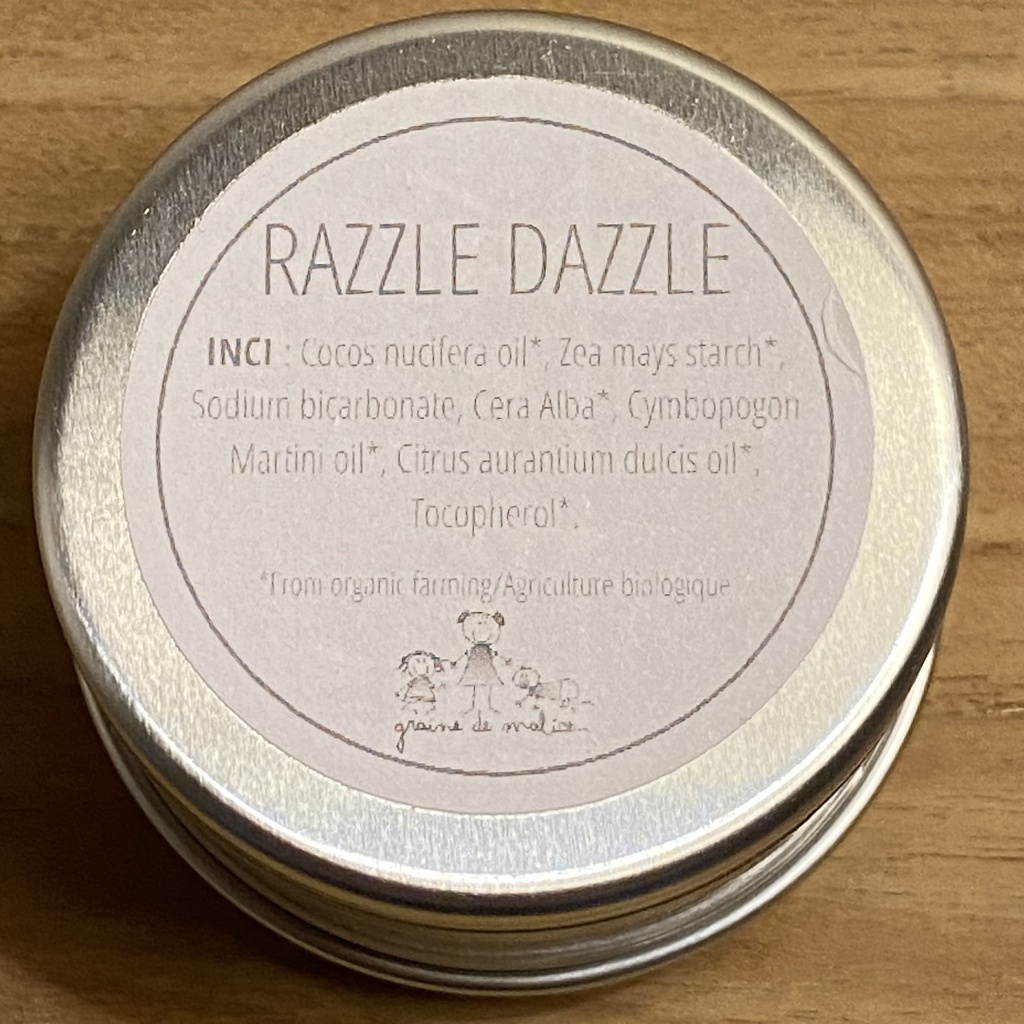 RAZZLE DAZZLE
INCI : Cocos nucifera oil*, Zea mays starch*,
Sodium bicarbonate, Cera Alba*, Cymbopogon
Martini oil*, Citrus aurantium dulcis oil*,
Tocopherol*.
*From organic farming/Agriculture biologique
graine de malice